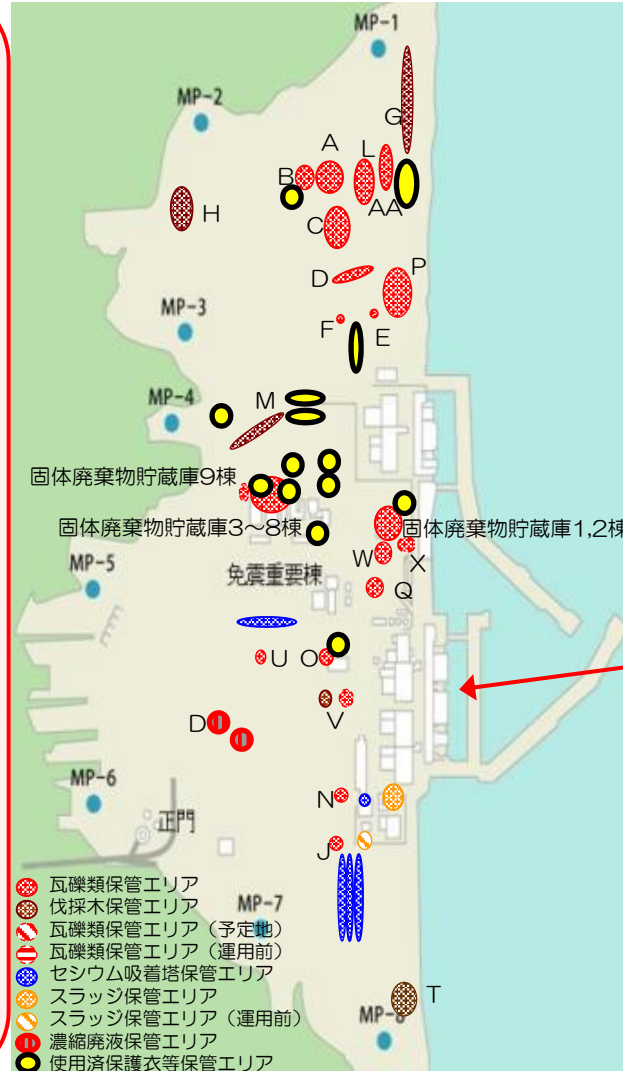 MP-1
MP-2
G
A
L
B
AA
H
C
D
P
MP-3
F
E
MP-4
M
固体廃棄物貯蔵庫9棟
固体廃棄物貯蔵庫3～8棟
固体廃棄物貯蔵庫1,2棟
W
X
MP-5
免震重要棟
Q
U
O
V
D
MP-6
N
正門
J
瓦礫類保管エリア
伐採木保管エリア
MP-7
瓦礫類保管エリア（予定地）
瓦礫類保管エリア（運用前）
セシウム吸着塔保管エリア
スラッジ保管エリア
T
スラッジ保管エリア（運用前）
MP-8
濃縮廃液保管エリア
使用済保護衣等保管エリア